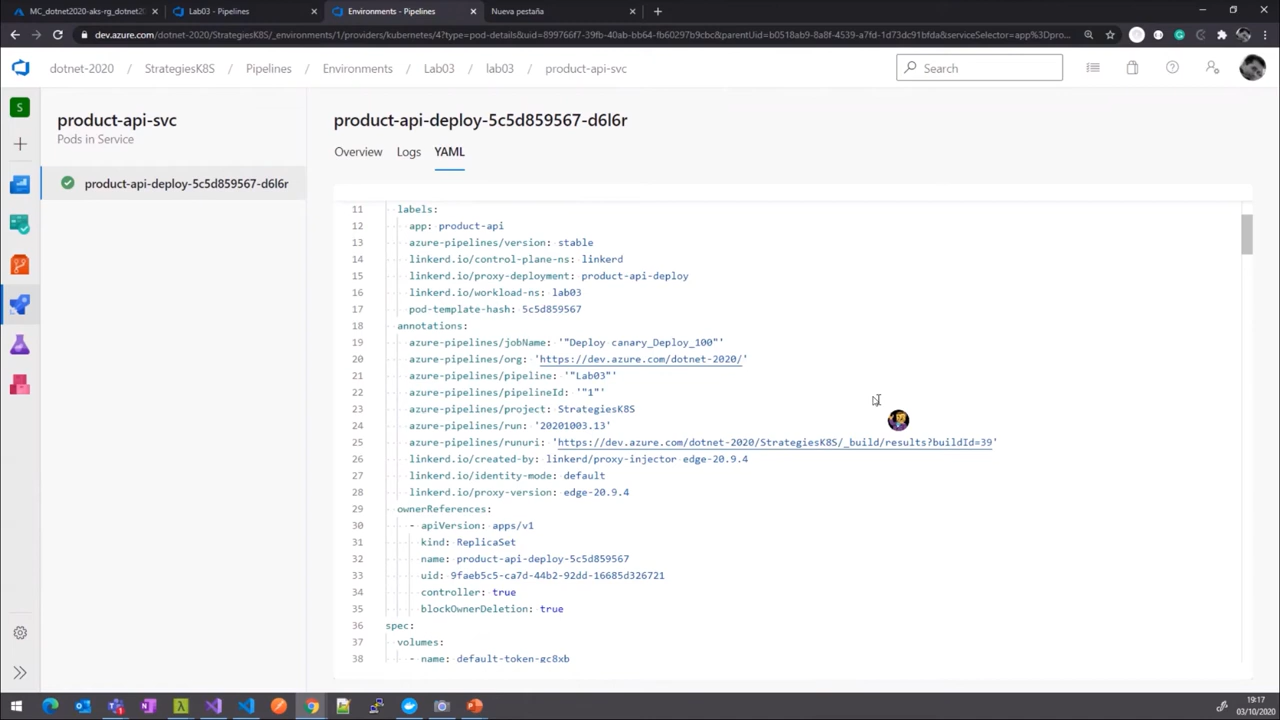 MC_dotnet2020-aks-rg_dotnet2
Lab03 - Pipelines
Environments - Pipelines
Nueva pestaña
dev.azure.com/dotnet-2020/StrategiesK8S/_environments/1/providers/kubernetes/4?type=pod-details&uid=899766f7-39fb-40ab-bb64-fb60297b9cbc&parentUid=b0518ab9-8a8f-4539-a7fd-1d73dc91bfda&serviceSelector=app%3Dpro...
dotnet-2020 / StrategiesK8S / Pipelines / Environments / Lab03 / lab03 / product-api-svc
Search
S
product-api-svc
Pods in Service
product-api-deploy-5c5d859567-d6l6r
product-api-deploy-5c5d859567-d6l6r
Overview Logs YAML
11 labels:
12 app: product-api
13 azure-pipelines/version: stable
14 linkerd.io/control-plane-ns: linkerd
15 linkerd.io/proxy-deployment: product-api-deploy
16 linkerd.io/workload-ns: lab03
17 pod-template-hash: 5c5d859567
18 annotations:
19 azure-pipelines/jobName: '"Deploy canary_Deploy_100"'
20 azure-pipelines/org: 'https://dev.azure.com/dotnet-2020/'
21 azure-pipelines/pipeline: '"Lab03"'
22 azure-pipelines/pipelineId: '"1"'
23 azure-pipelines/project: StrategiesK8S
24 azure-pipelines/run: '20201003.13'
25 azure-pipelines/runuri: 'https://dev.azure.com/dotnet-2020/StrategiesK8S/_build/results?buildId=39'
26 linkerd.io/created-by: linkerd/proxy-injector edge-20.9.4
27 linkerd.io/identity-mode: default
28 linkerd.io/proxy-version: edge-20.9.4
29 ownerReferences:
30 - apiVersion: apps/v1
31 kind: ReplicaSet
32 name: product-api-deploy-5c5d859567
33 uid: 9faeb5c5-ca7d-44b2-92dd-16685d326721
34 controller: true
35 blockOwnerDeletion: true
36 spec:
37 volumes:
38 - name: default-token-gc8xb
19:17
03/10/2020